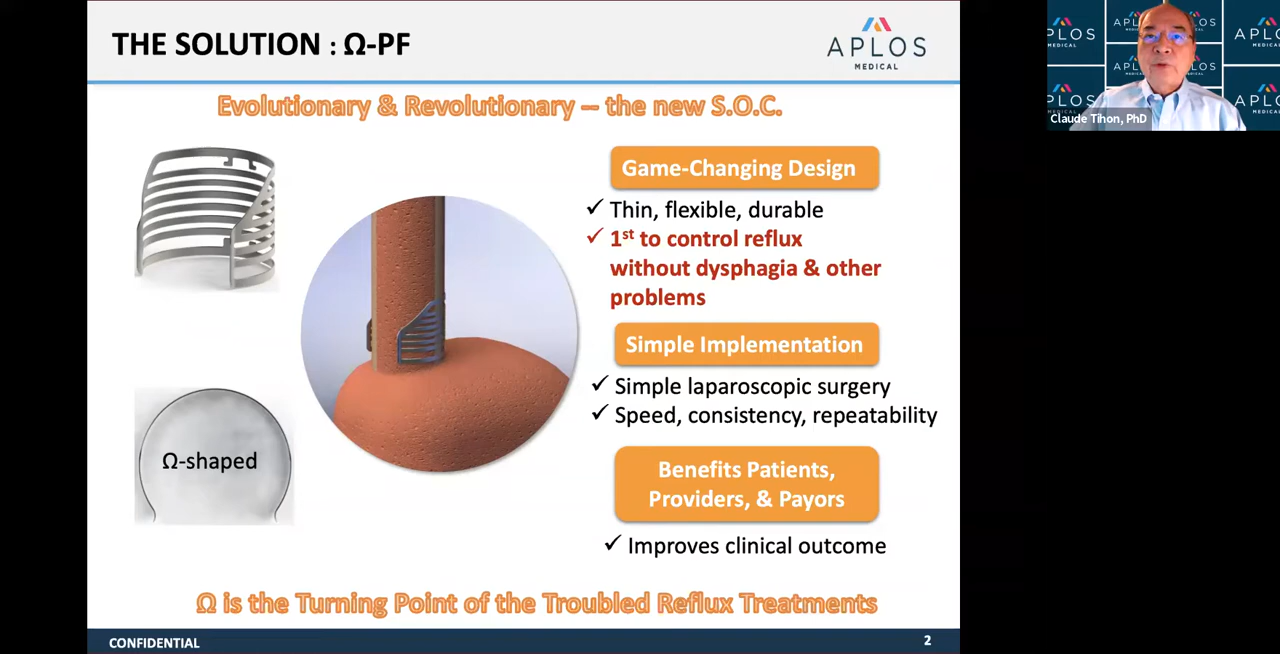 THE SOLUTION : Ω-PF
APLOS
MEDICAL
Evolutionary & Revolutionary – the new S.O.C.
Game-Changing Design
✓ Thin, flexible, durable
✓ 1st to control reflux
without dysphagia & other
problems
Simple Implementation
✓ Simple laparoscopic surgery
✓ Speed, consistency, repeatability
Ω-shaped
Benefits Patients,
Providers, & Payors
✓ Improves clinical outcome
Ω is the Turning Point of the Troubled Reflux Treatments
CONFIDENTIAL
2
APLOS
MEDICAL
Claude Tihon, PhD